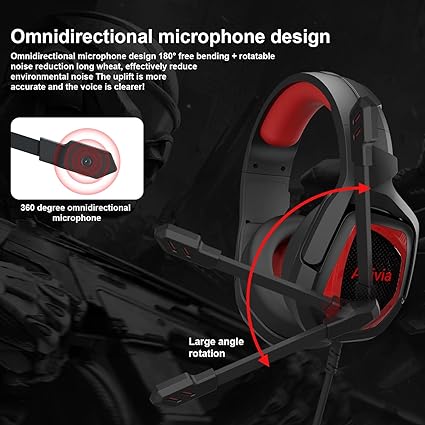 Omnidirectional microphone design
Omnidirectional microphone design 180° free bending + rotatable
noise reduction long wheat, effectively reduce
environmental noise The uplift is more
accurate and the voice is clearer!
360 degree omnidirectional
microphone
Large angle
rotation